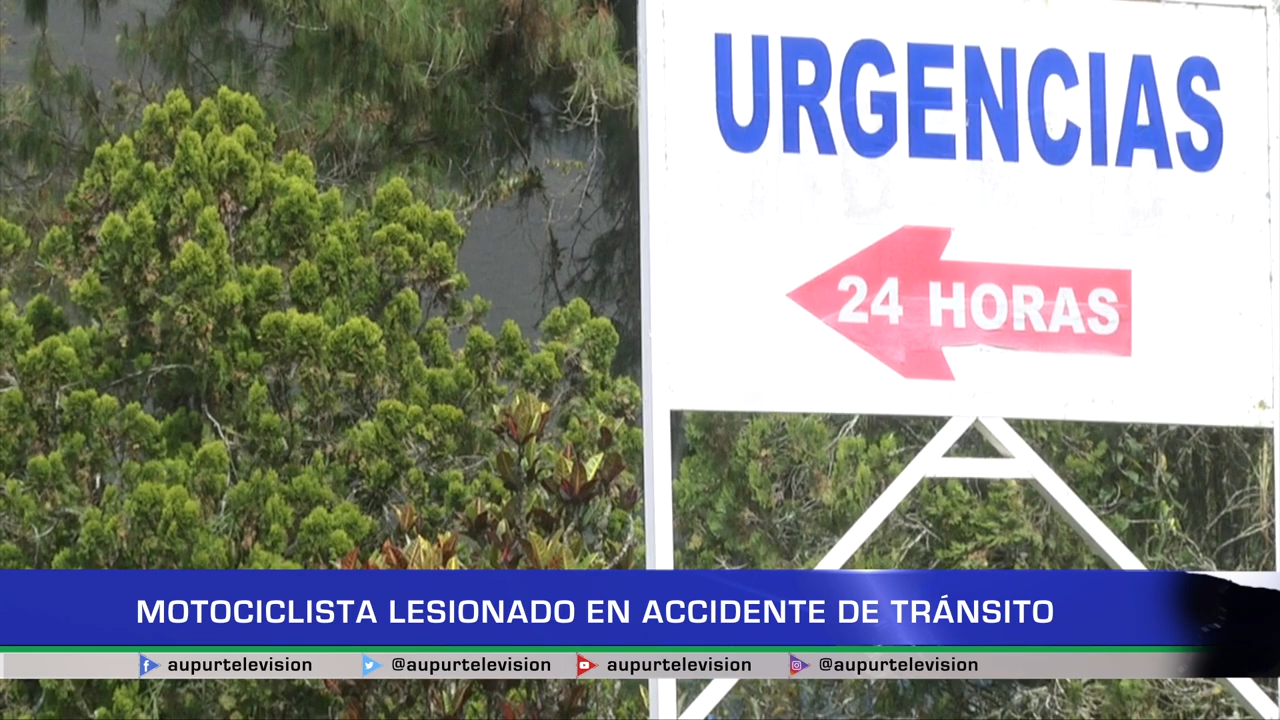 URGENCIAS
24 HORAS
MOTOCICLISTA LESIONADO EN ACCIDENTE DE TRÁNSITO
aupurtelevision @aupurtelevision aupurtelevision @aupurtelevision